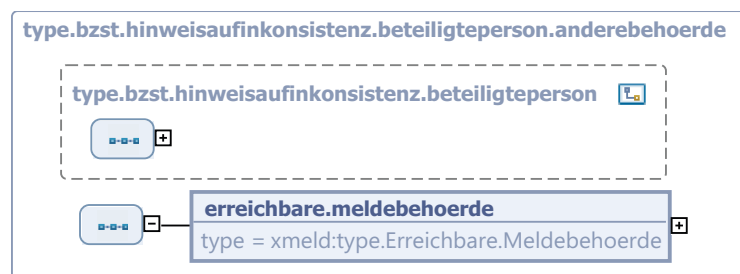 type.bzst.hinweisaufinkonsistenz.beteiligteperson.anderebehoerde
type.bzst.hinweisaufinkonsistenz.beteiligteperson
erreichbare.meldebehoerde
type = xmeld:type.Erreichbare.Meldebehoerde